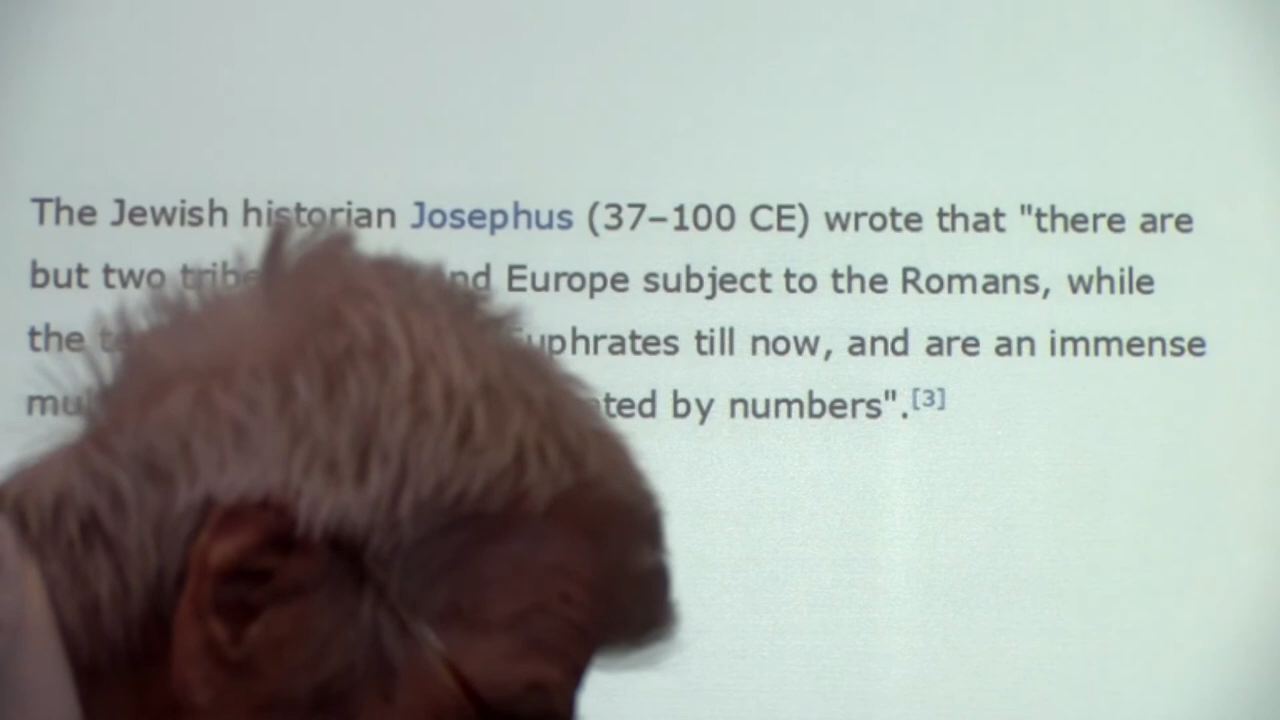 The Jewish historian Josephus (37–100 CE) wrote that "there are
but two Europe subject to the Romans, while
the till now, and are an immense
by numbers".[3]